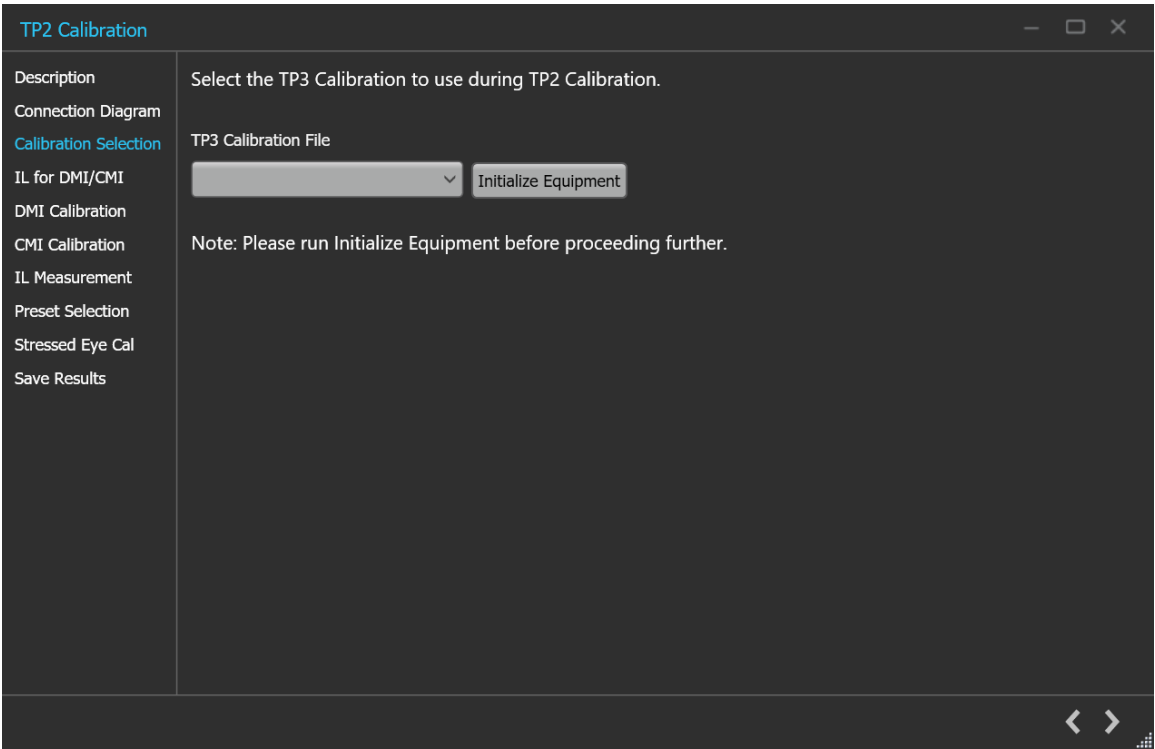 TP2 Calibration
Description
Connection Diagram
Calibration Selection
IL for DMI/CMI
DMI Calibration
CMI Calibration
IL Measurement
Preset Selection
Stressed Eye Cal
Save Results
Select the TP3 Calibration to use during TP2 Calibration.
TP3 Calibration File
Initialize Equipment
Note: Please run Initialize Equipment before proceeding further.